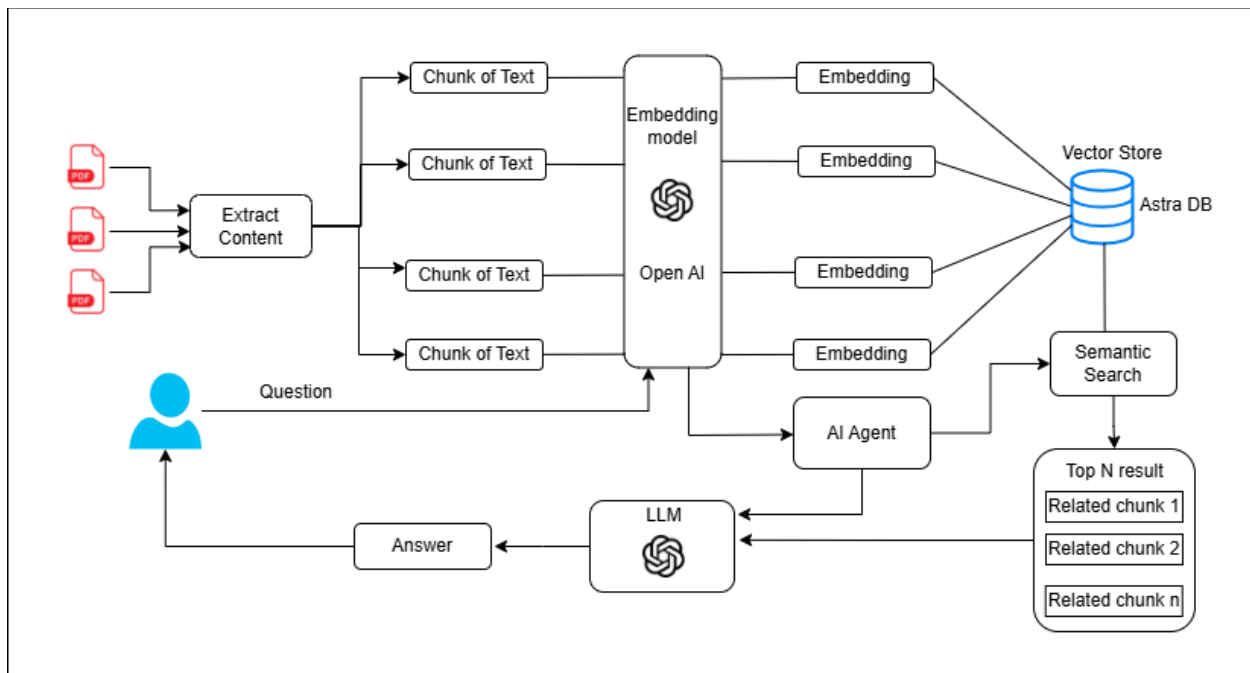 Chunk of Text
Embedding
Embedding
model
Chunk of Text
Embedding
Vector Store
PDF
Astra DB
PDF
Extract
Content
PDF
Chunk of Text
Open AI
Embedding
Chunk of Text
Embedding
Semantic
Search
Question
AI Agent
Top N result
Related chunk 1
Related chunk 2
Related chunk n
LLM
Answer